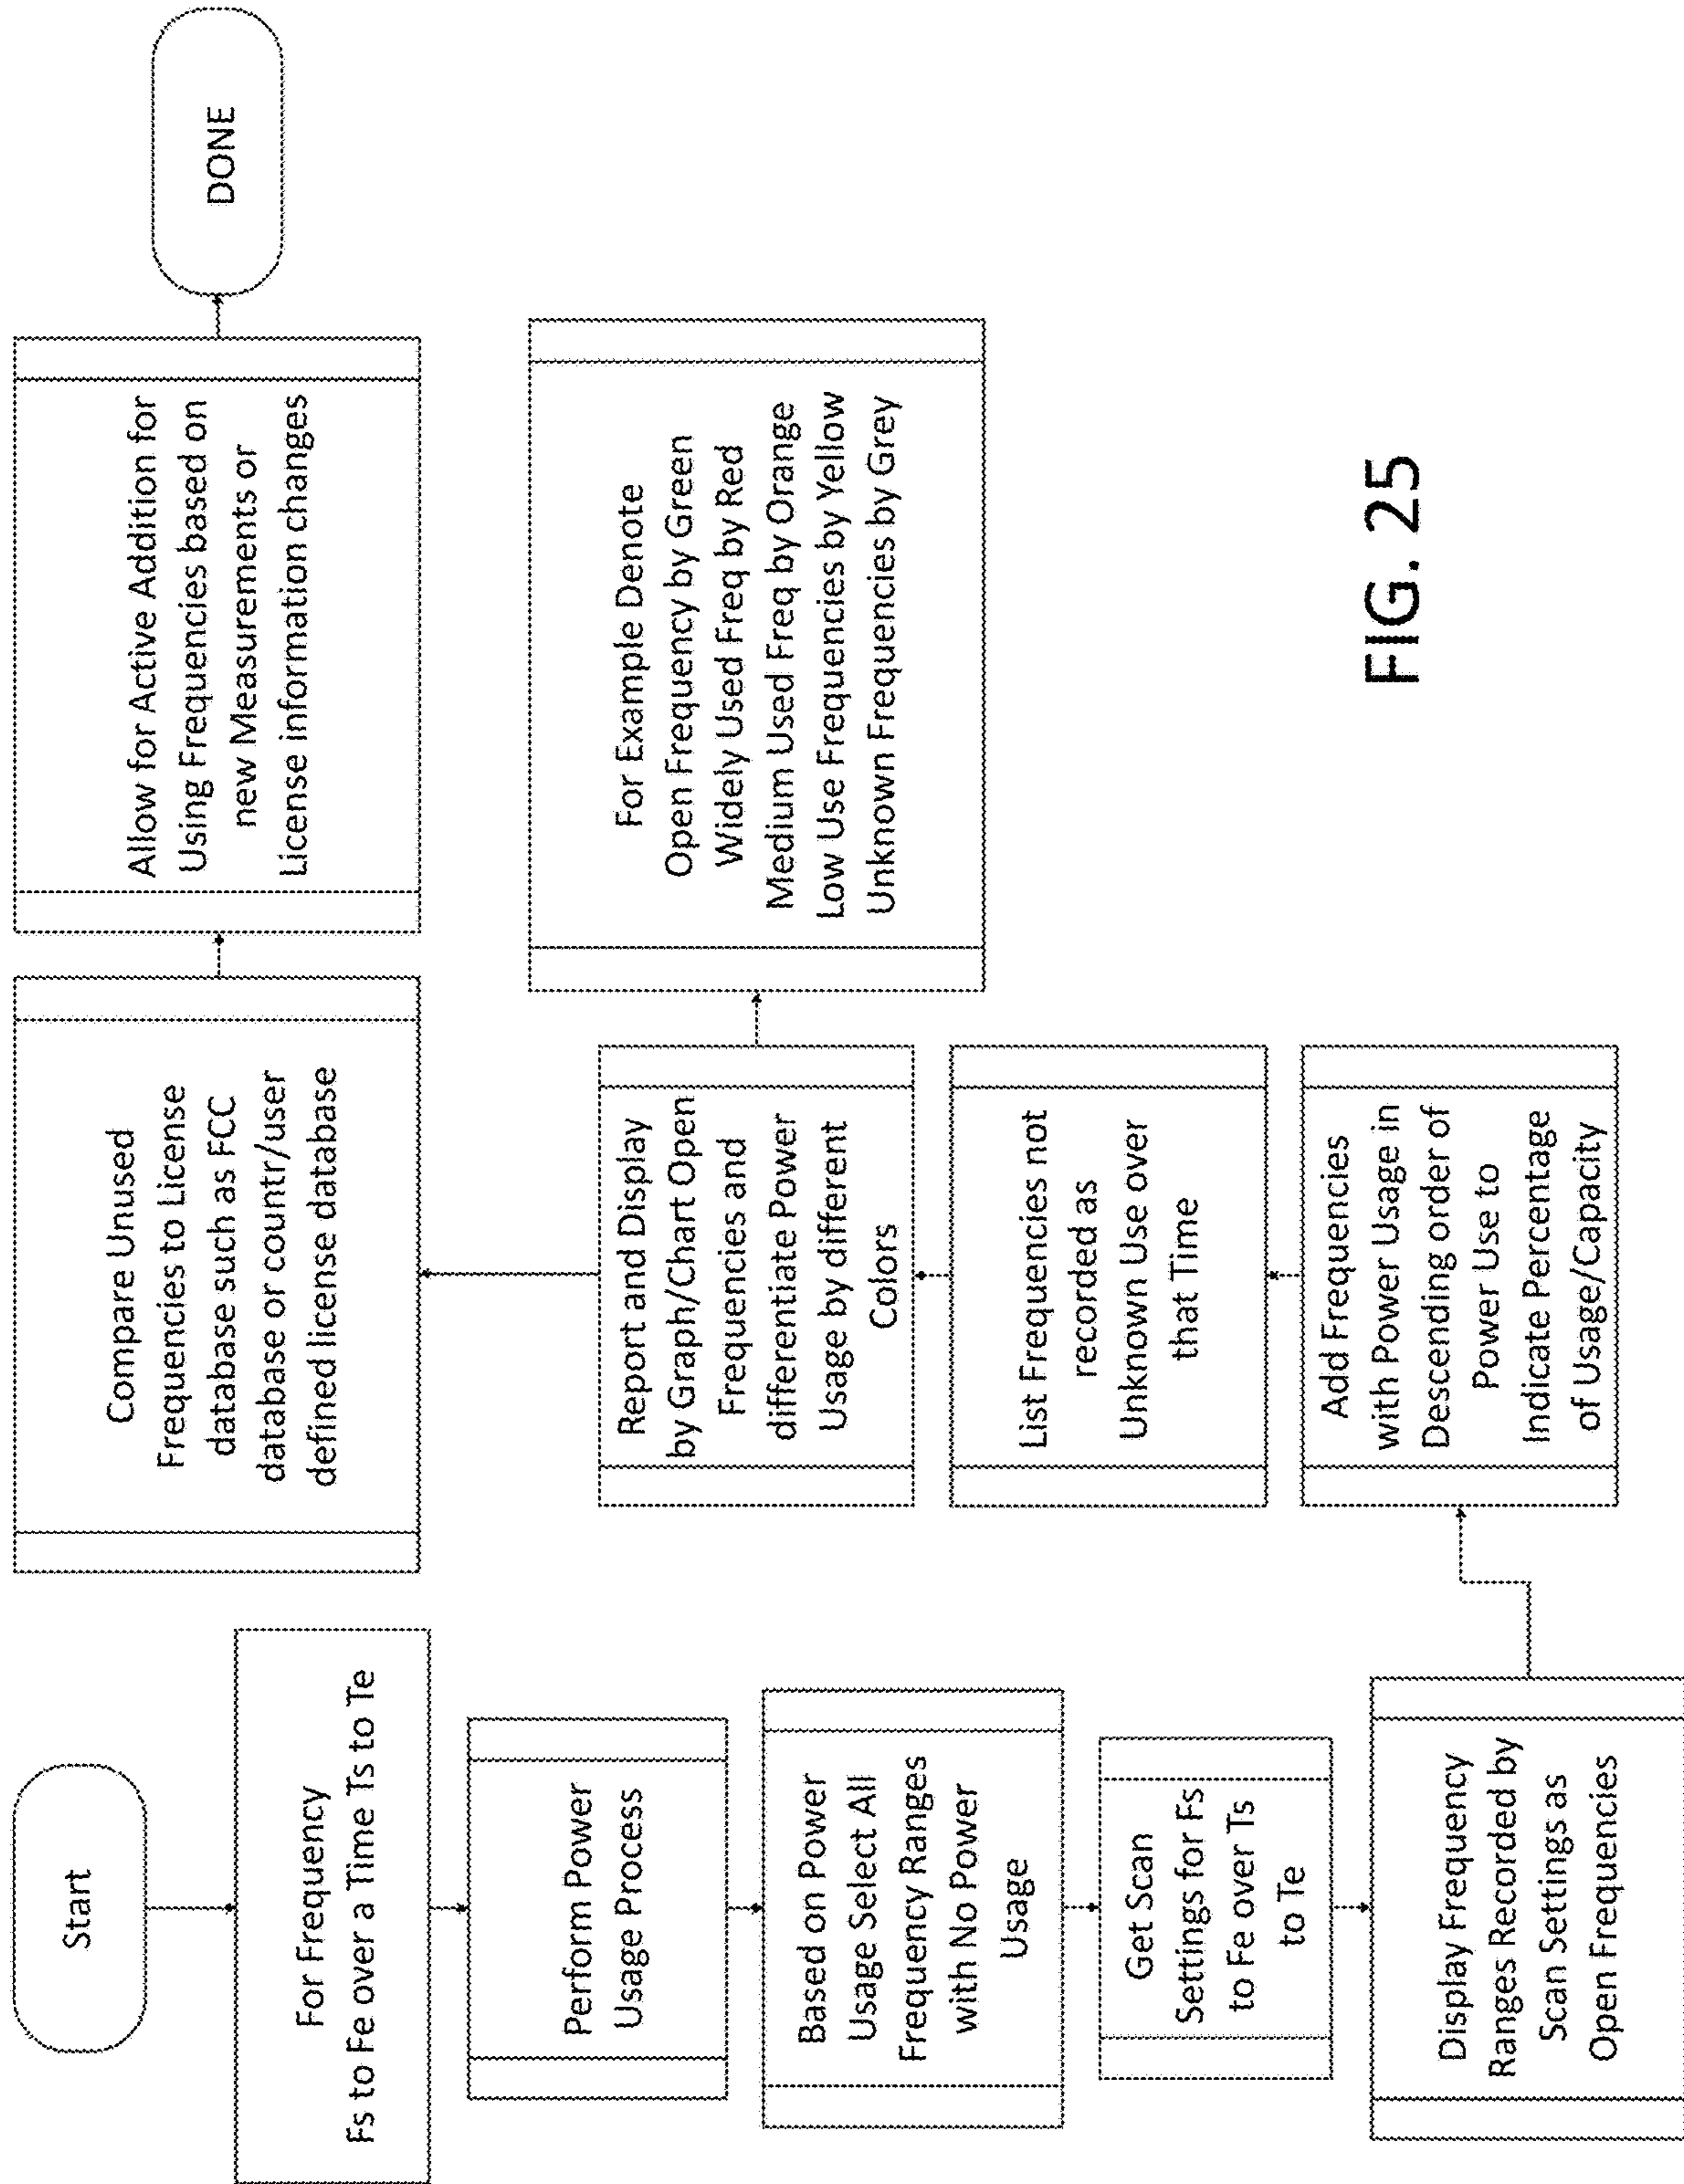 Start
For Frequency
Fs to Fe over a Time Ts to Te
Perform Power
Usage Process
Based on Power
Usage Select All
Frequency Ranges
with No Power
Usage
Get Scan
Settings for Fs
to Fe over Ts
to Te
Display Frequency
Ranges Recorded by
Scan Settings as
Open Frequencies
Add Frequencies
with Power Usage in
Descending order of
Power Use to
Indicate Percentage
of Usage/Capacity
List Frequencies not
recorded as
Unknown Use over
that Time
Report and Display
by Graph/Chart Open
Frequencies and
differentiate Power
Usage by different
Colors
For Example Denote
Open Frequency by Green
Widely Used Freq by Red
Medium Used Freq by Orange
Low Use Frequencies by Yellow
Unknown Frequencies by Grey
Compare Unused
Frequencies to License
database such as FCC
database or countr/user
defined license database
Allow for Active Addition for
Using Frequencies based on
new Measurements or
License information changes
DONE
FIG. 25